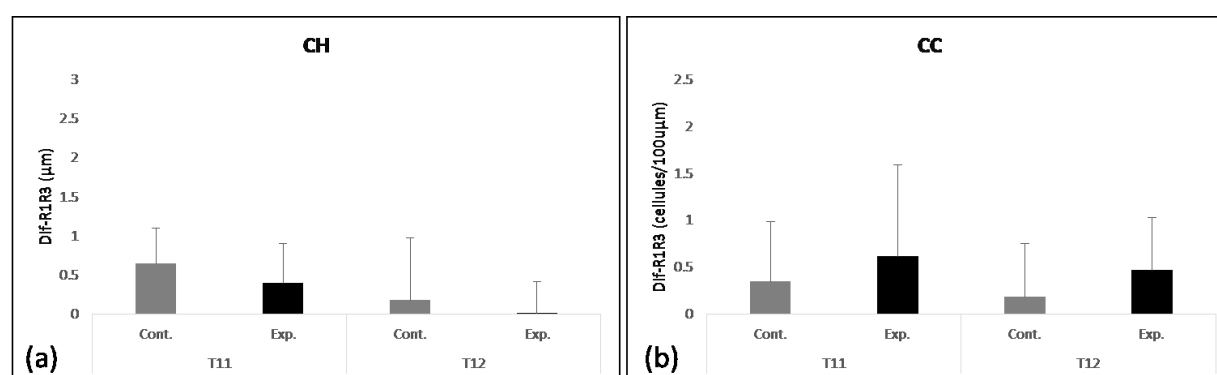 CH
Dif-R1R3 (µm)
3
2.5
2
1.5
1
0.5
0
Cont.
Exp.
Cont.
Exp.
T11
T12
(a)
CC
Dif-R1R3 (cellules/100uµm)
2.5
2
1.5
1
0.5
0
Cont.
Exp.
Cont.
Exp.
T11
T12
(b)